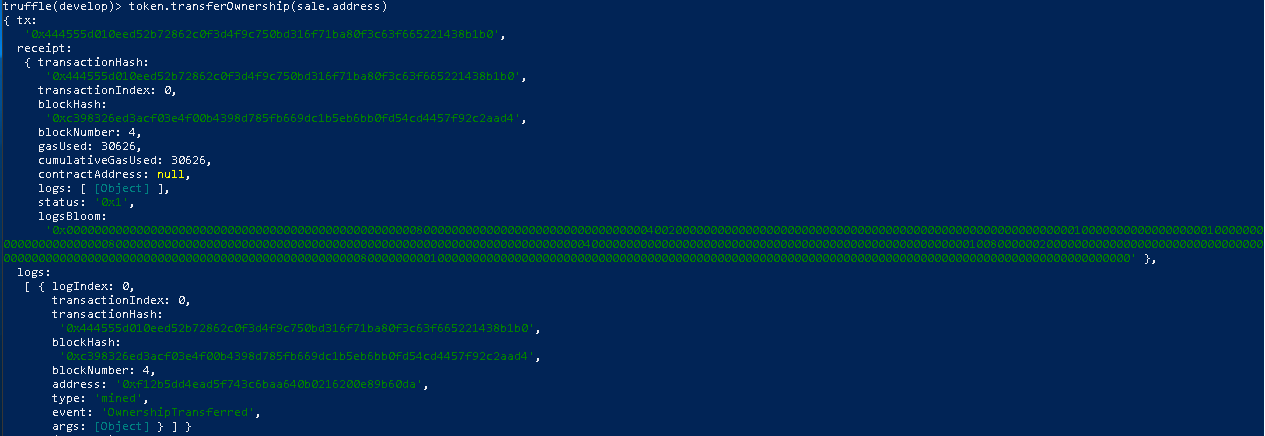 truffle(develop)> token.transferOwnership(sale.address)
{ tx:
'0x444555d010eed52b72862c0f3d4f9c750bd316f71ba80f3c63f665221438b1b0',
receipt:
{ transactionHash:
'0x444555d010eed52b72862c0f3d4f9c750bd316f71ba80f3c63f665221438b1b0',
transactionIndex: 0,
blockHash:
'0xc398326ed3acf03e4f00b4398d785fb669dc1b5eb6bb0fd54cd4457f92c2aad4',
blockNumber: 4,
gasUsed: 30626,
cumulativeGasUsed: 30626,
contractAddress: null,
logs: [ [Object] ],
status: '0x1',
logsBloom:
},
logs:
[ { logIndex: 0,
transactionIndex: 0,
transactionHash:
'0x444555d010eed52b72862c0f3d4f9c750bd316f71ba80f3c63f665221438b1b0',
blockHash:
'0xc398326ed3acf03e4f00b4398d785fb669dc1b5eb6bb0fd54cd4457f92c2aad4',
blockNumber: 4,
address: '0xf12b5dd4ead5f743c6baa640b0216200e89b60da',
type: 'mined',
event: 'OwnershipTransferred',
args: [Object] } ] }